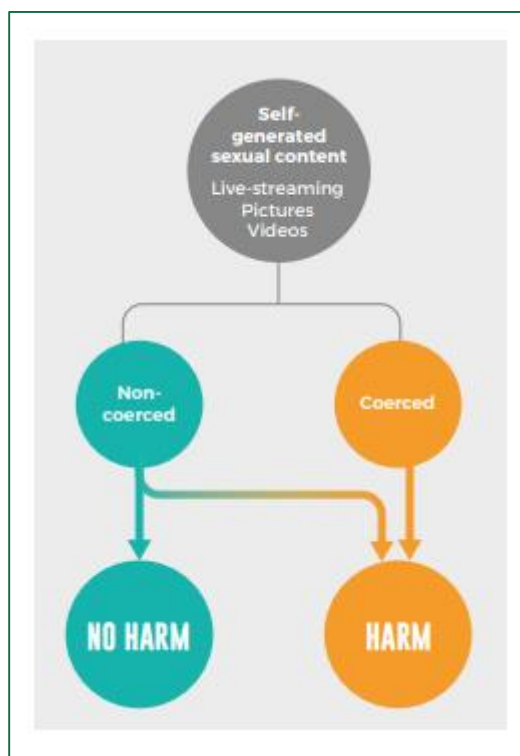 Self-
generated
sexual content
Live-streaming
Pictures
Videos
Non-
coerced
Coerced
NO HARM
HARM